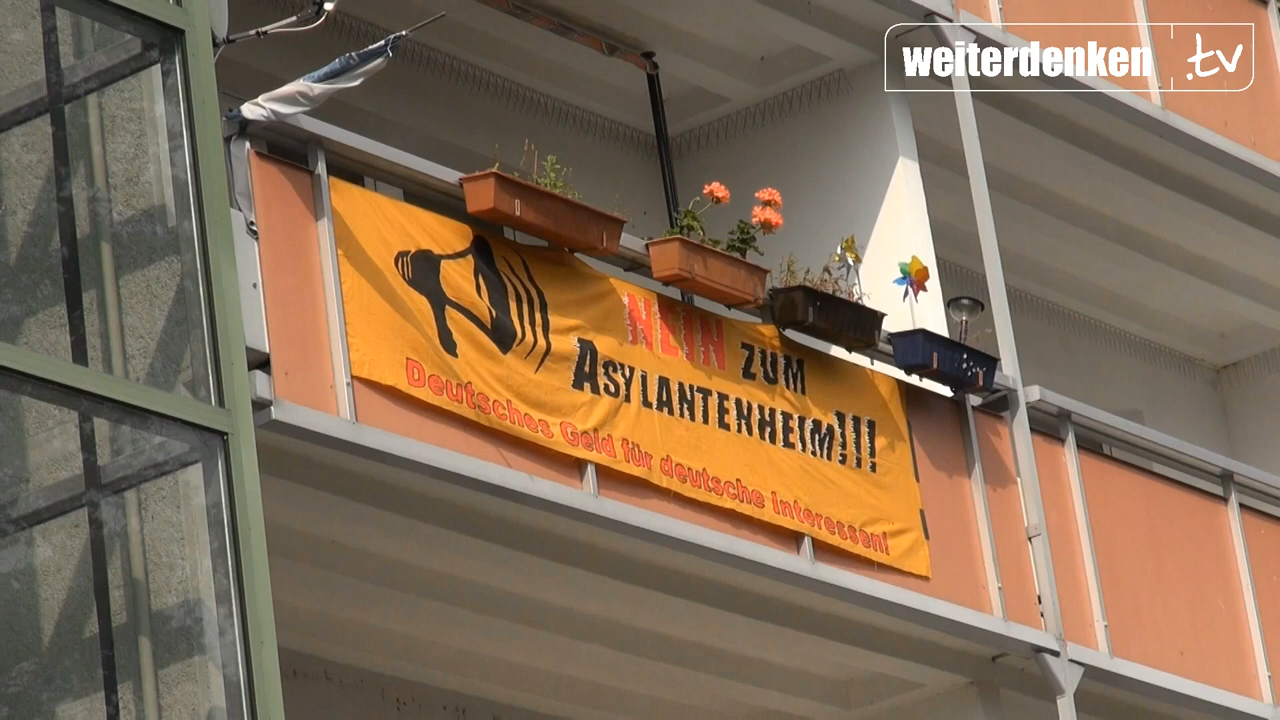 weiterdenken.tv
NEIN ZUM
ASYLANTENHEIM!!!
Deutsches Geld für deutsche Interessen!